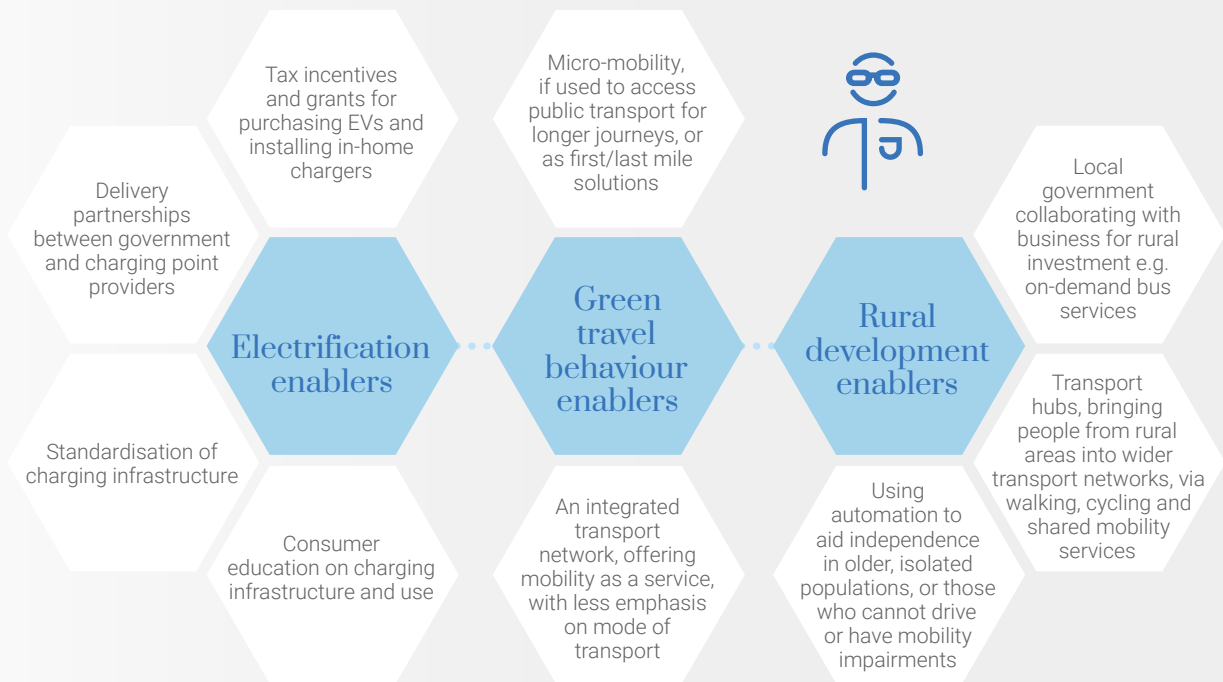 Tax incentives
and grants for
purchasing EVs and
installing in-home
chargers
Delivery
partnerships
between government
and charging point
providers
Electrification
enablers
Standardisation of
charging infrastructure
Consumer
education on charging
infrastructure and use
Micro-mobility,
if used to access
public transport for
longer journeys, or
as first/last mile
solutions
Green
travel
behaviour
enablers
An integrated
transport
network, offering
mobility as a service,
with less emphasis
on mode of
transport
Local
government
collaborating with
business for rural
investment e.g.
on-demand bus
services
Rural
development
enablers
Transport
hubs, bringing
people from rural
areas into wider
transport networks, via
walking, cycling and
shared mobility
services
Using
automation to
aid independence
in older, isolated
populations, or those
who cannot drive
or have mobility
impairments